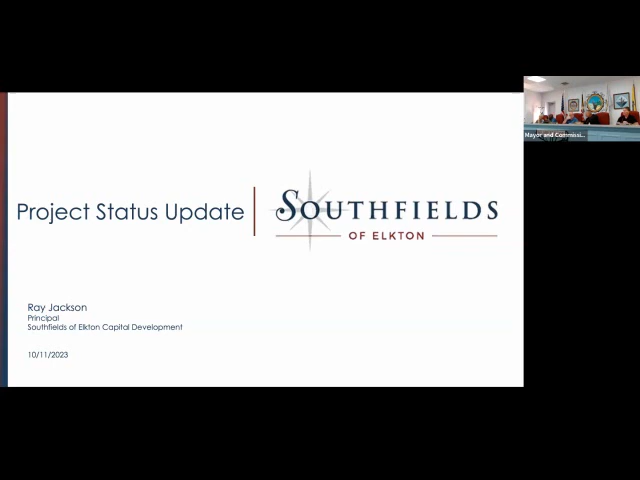 Project Status Update
SOUTHFIELDS
OF ELKTON
Ray Jackson
Principal
Southfields of Elkton Capital Development
10/11/2023
Mayor and Commissi...